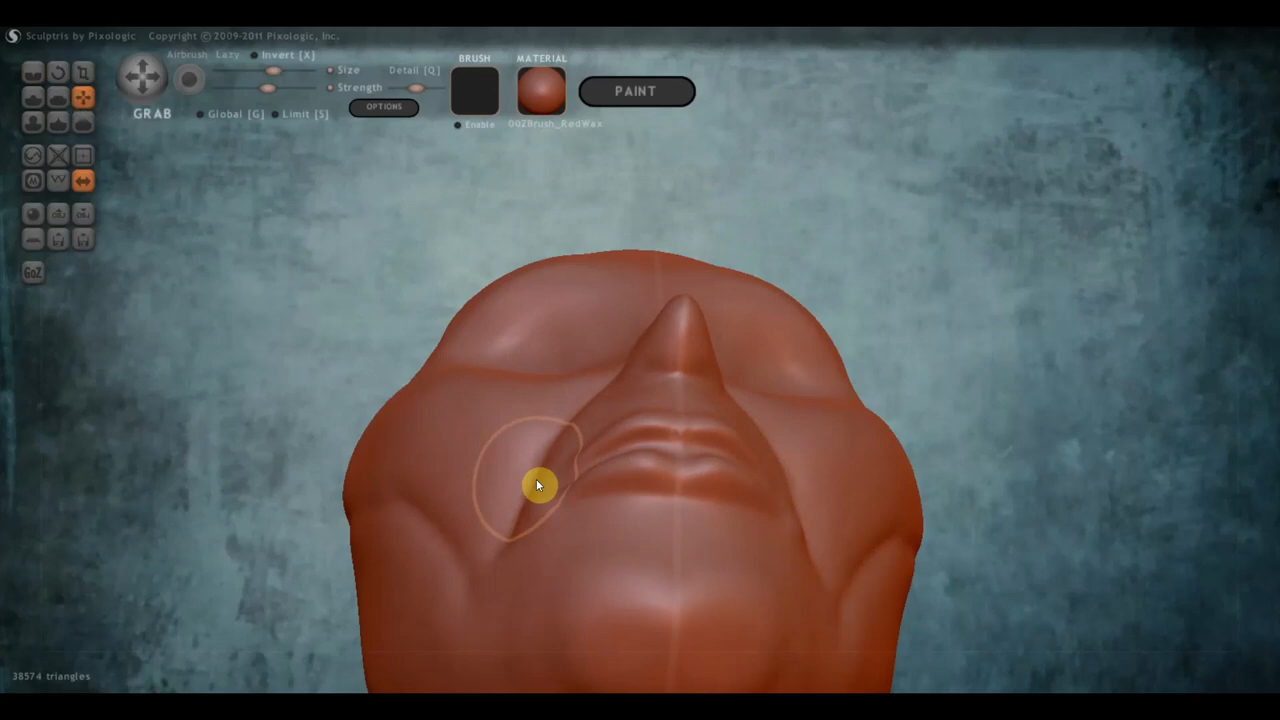 Sculptris by Pixologic Copyright © 2009-2011 Pixologic, Inc.
Airbrush Lazy Invert [X]
Size Detail [Q]
Strength
OPTIONS
GRAB Global [G] Limit [S]
BRUSH
Enable
MATERIAL
00ZBrush_RedWax
PAINT
GoZ
38574 triangles